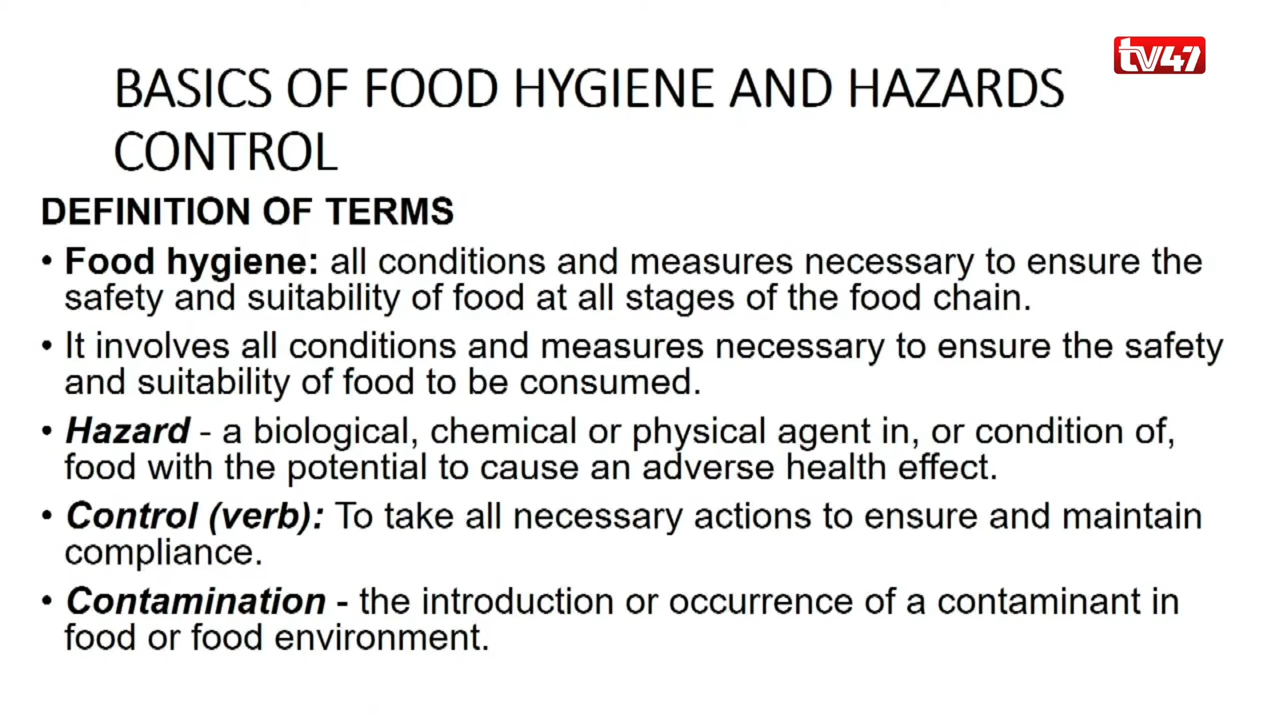 tv47
BASICS OF FOOD HYGIENE AND HAZARDS
CONTROL
DEFINITION OF TERMS
• Food hygiene: all conditions and measures necessary to ensure the
safety and suitability of food at all stages of the food chain.
• It involves all conditions and measures necessary to ensure the safety
and suitability of food to be consumed.
• Hazard - a biological, chemical or physical agent in, or condition of,
food with the potential to cause an adverse health effect.
• Control (verb): To take all necessary actions to ensure and maintain
compliance.
• Contamination - the introduction or occurrence of a contaminant in
food or food environment.